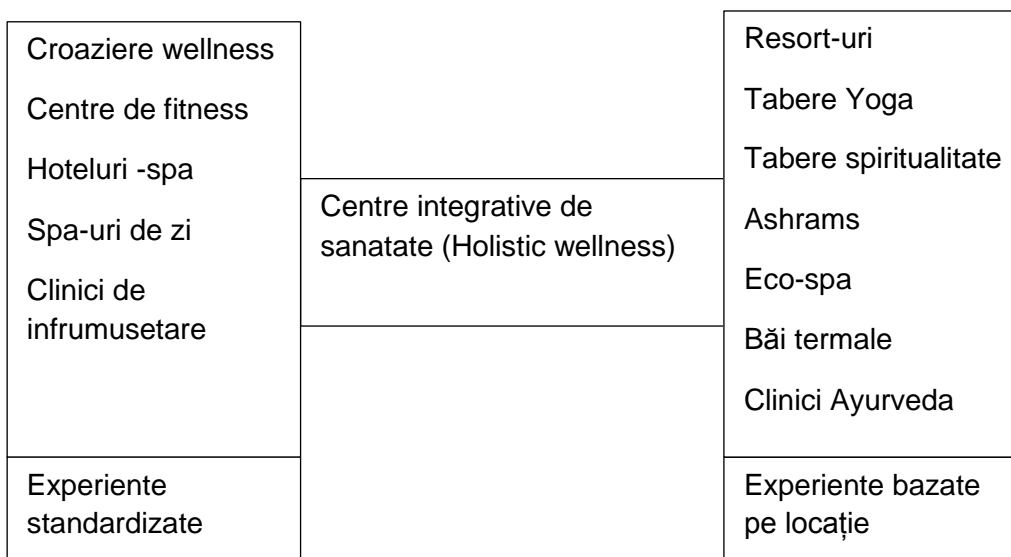 Croaziere wellness
Centre de fitness
Hoteluri -spa
Spa-uri de zi
Clinici de
infrumusetare
Experiente
standardizate
Centre integrative de
sanatate (Holistic wellness)
Resort-uri
Tabere Yoga
Tabere spiritualitate
Ashrams
Eco-spa
Băi termale
Clinici Ayurveda
Experiente bazate
pe locație